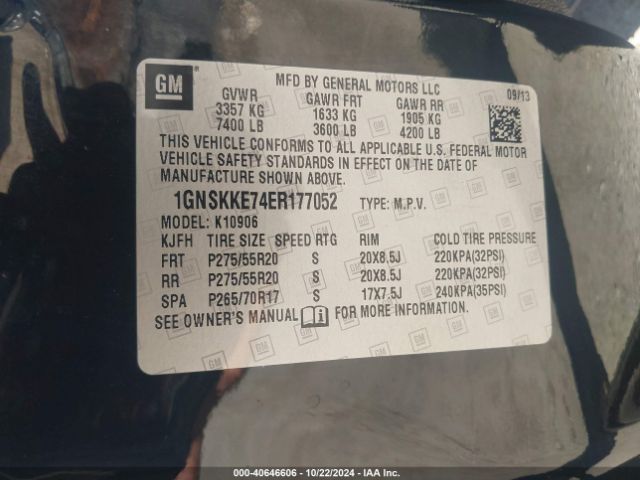 GM
MFD BY GENERAL MOTORS LLC
GVWR GAWR FRT GAWR RR 09/13
3357 KG 1633 KG 1905 KG
7400 LB 3600 LB 4200 LB
THIS VEHICLE CONFORMS TO ALL APPLICABLE U.S. FEDERAL MOTOR
VEHICLE SAFETY STANDARDS IN EFFECT ON THE DATE OF
MANUFACTURE SHOWN ABOVE.
1GNSKKE74ER177052 TYPE: M.P.V.
MODEL: K10906
KJFH TIRE SIZE SPEED RTG RIM COLD TIRE PRESSURE
FRT P275/55R20 S 20X8.5J 220KPA(32PSI)
RR P275/55R20 S 20X8.5J 220KPA(32PSI)
SPA P265/70R17 S 17X7.5J 240KPA(35PSI)
SEE OWNER'S MANUAL FOR MORE INFORMATION.
000-40646606 - 10/22/2024 - IAA Inc.